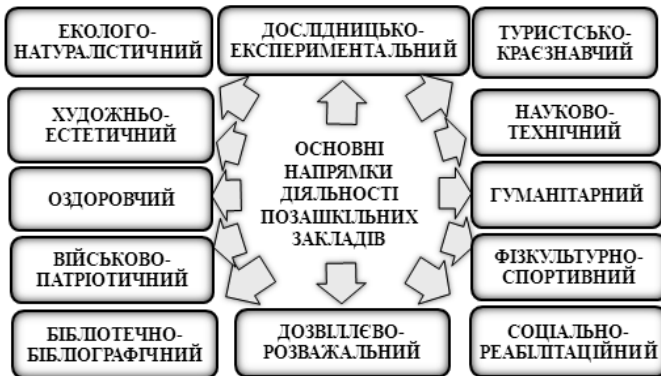 ЕКОЛОГО-
НАТУРАЛІСТИЧНИЙ
ДОСЛІДНИЦЬКО-
ЕКСПЕРИМЕНТАЛЬНИЙ
ТУРИСТСЬКО-
КРАЄЗНАВЧИЙ
ХУДОЖНЬО-
ЕСТЕТИЧНИЙ
НАУКОВО-
ТЕХНІЧНИЙ
ОСНОВНІ
НАПРЯМКИ
ДІЯЛЬНОСТІ
ПОЗАШКІЛЬНИХ
ЗАКЛАДІВ
ОЗДОРОВЧИЙ
ГУМАНІТАРНИЙ
ВІЙСЬКОВО-
ПАТРІОТИЧНИЙ
ФІЗКУЛЬТУРНО-
СПОРТИВНИЙ
БІБЛІОТЕЧНО-
БІБЛІОГРАФІЧНИЙ
ДОЗВІЛЛЄВО-
РОЗВАЖАЛЬНИЙ
СОЦІАЛЬНО-
РЕАБІЛІТАЦІЙНИЙ